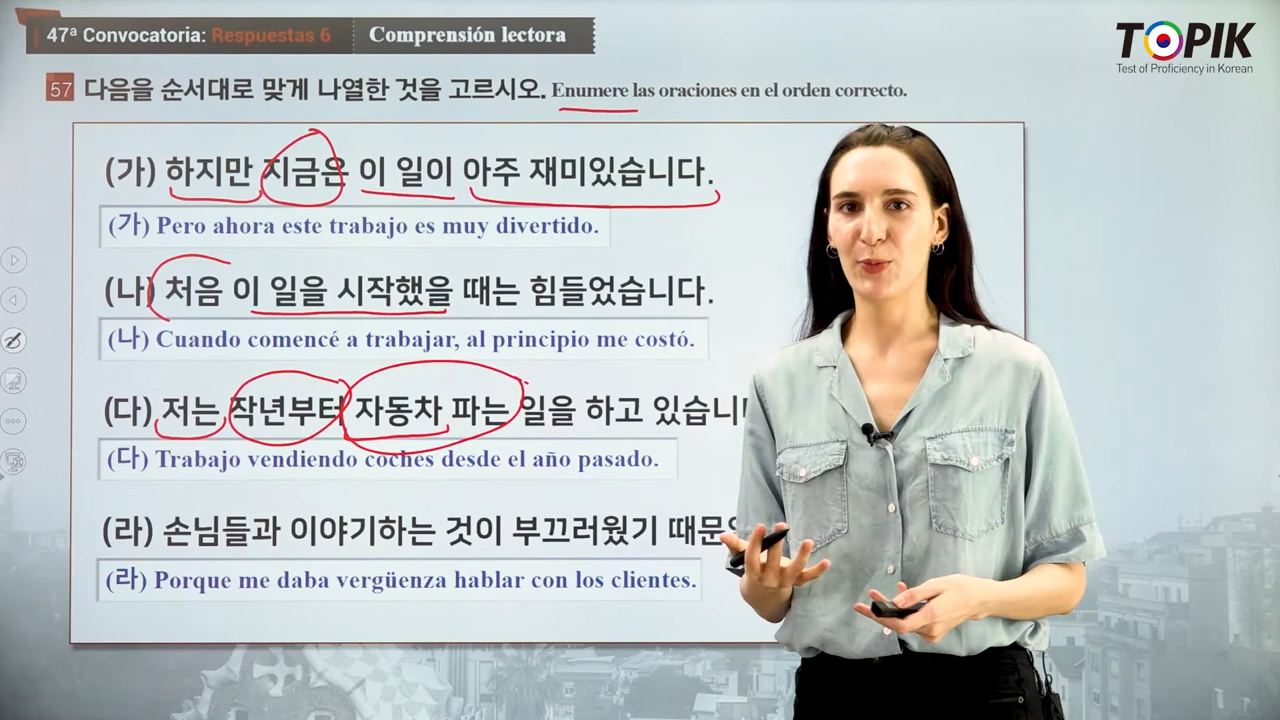 47ª Convocatoria: Respuestas 6 Comprensión lectora
TOPIK
Test of Proficiency in Korean
57 다음을 순서대로 맞게 나열한 것을 고르시오. Enumere las oraciones en el orden correcto.
(가) 하지만 지금은 이 일이 아주 재미있습니다.
(가) Pero ahora este trabajo es muy divertido.
(나) 처음 이 일을 시작했을 때는 힘들었습니다.
(나) Cuando comencé a trabajar, al principio me costó.
(다) 저는 작년부터 자동차 파는 일을 하고
(다) Trabajo vendiendo coches desde el año pasado.
(라) 손님들과 이야기하는 것이 부끄러웠기
(라) Porque me daba vergüenza hablar con los clientes.